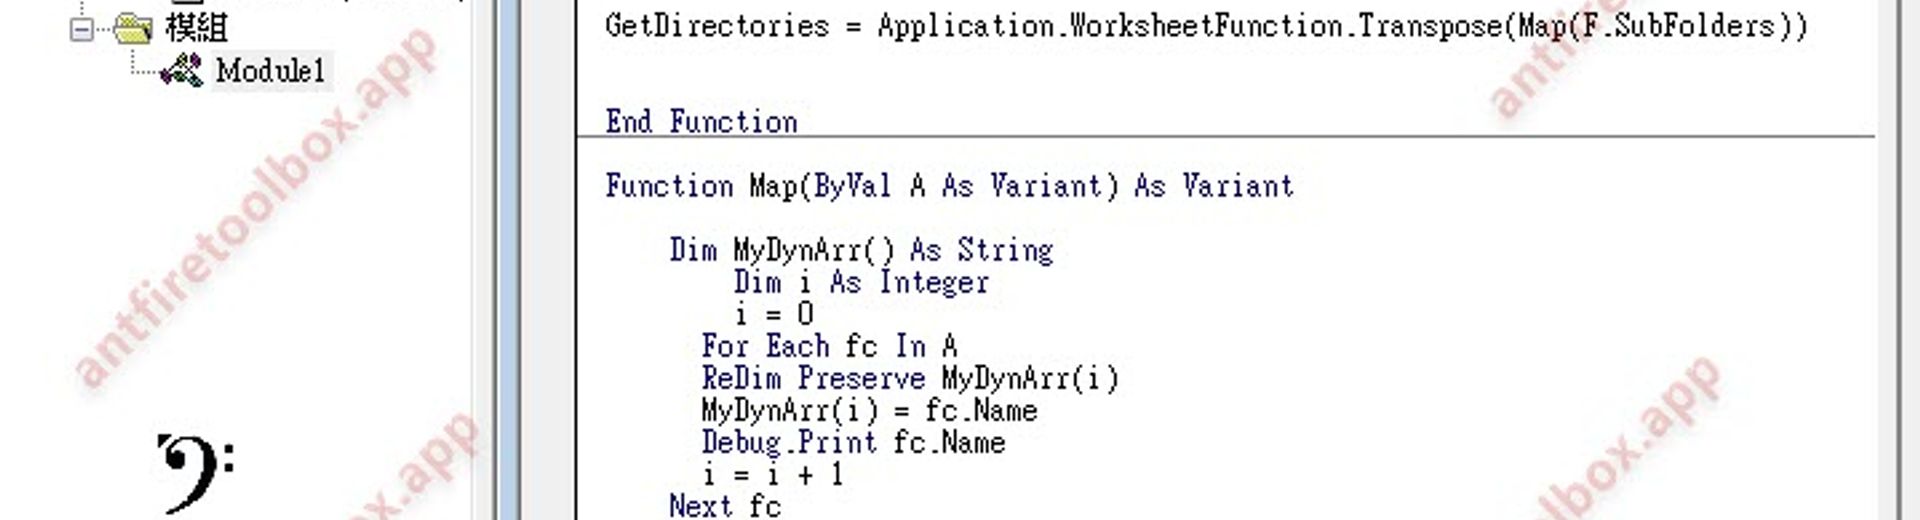 模組
Module1
GetDirectories = Application.WorksheetFunction.Transpose(Map(F.SubFolders))
End Function
Function Map(ByVal A As Variant) As Variant
Dim MyDynArr() As String
Dim i As Integer
i = 0
For Each fc In A
ReDim Preserve MyDynArr(i)
MyDynArr(i) = fc.Name
Debug.Print fc.Name
i = i + 1
Next fc
antfiretoolbox.app
antfire
x.app
lbox.app